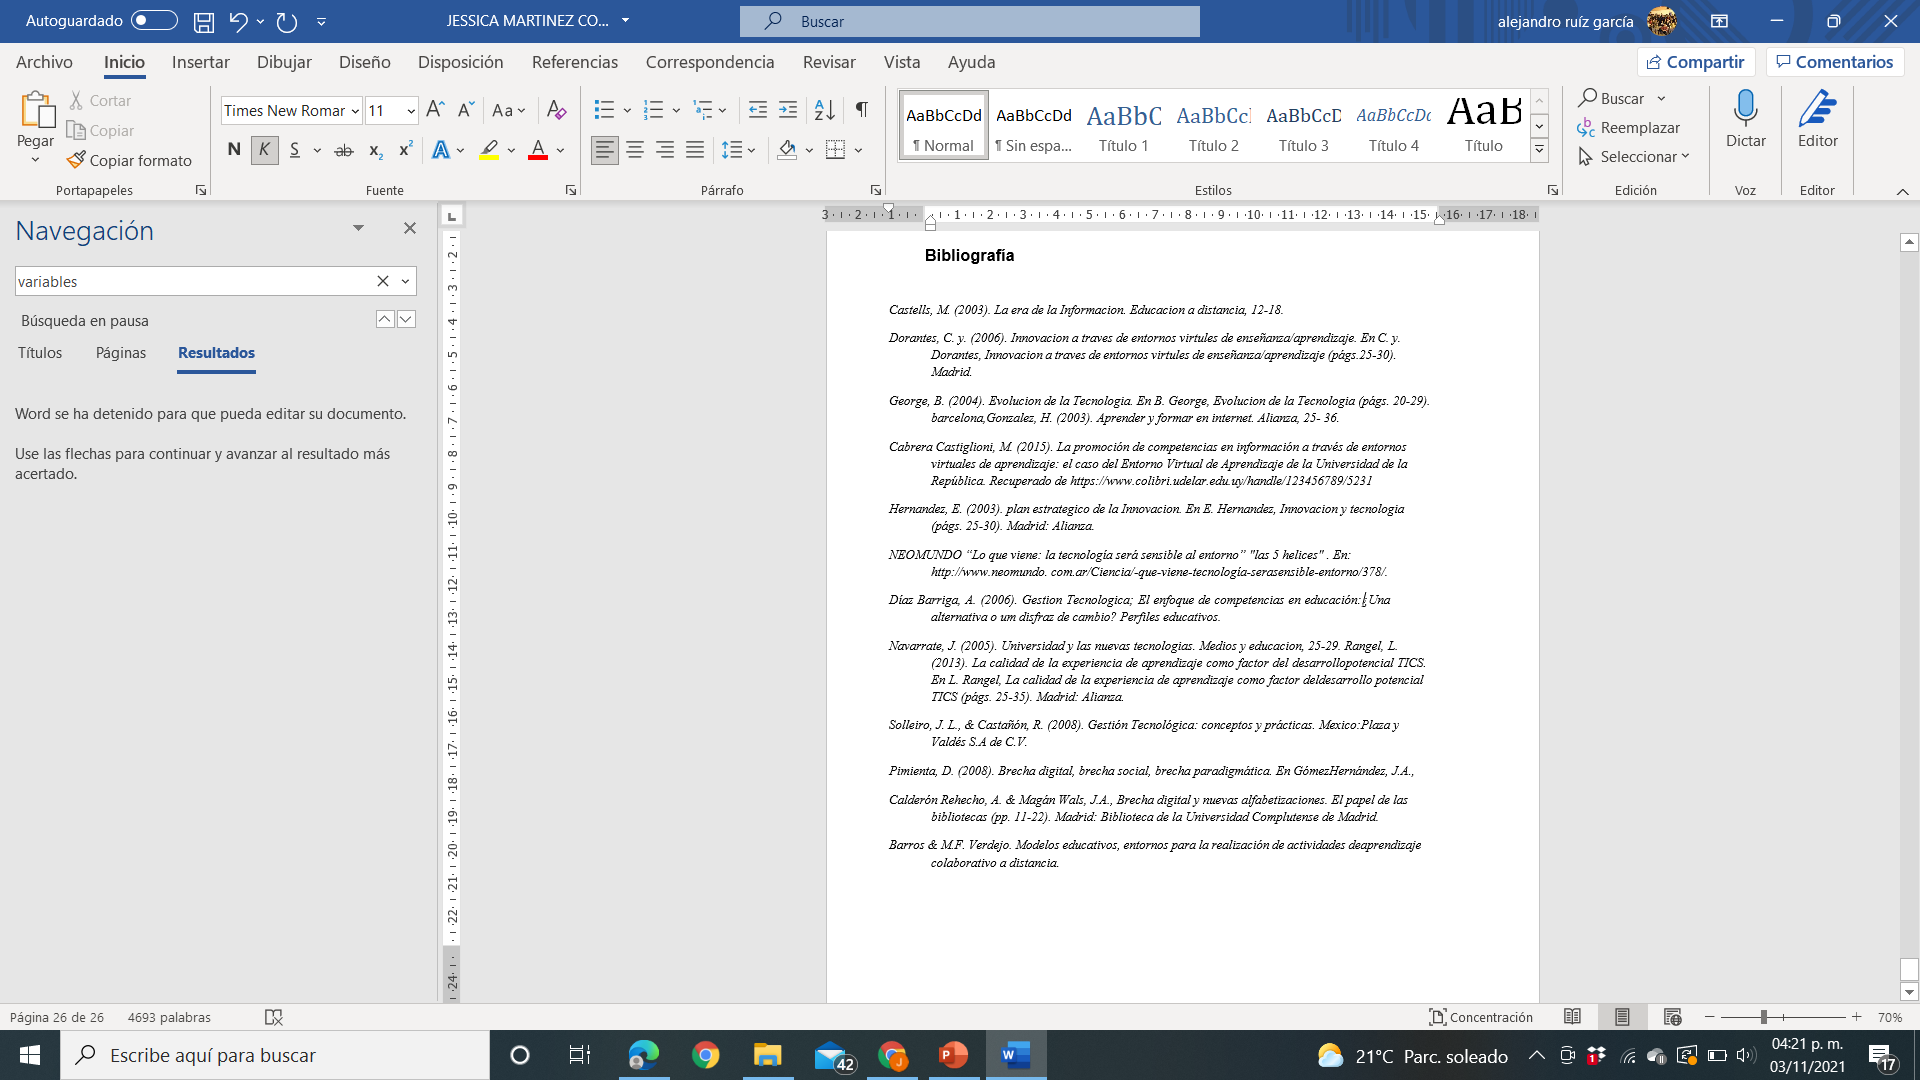 Autoguardado
JESSICA MARTINEZ CO...
Buscar
alejandro ruíz garcía
Archivo Inicio Insertar Dibujar Diseño Disposición Referencias Correspondencia Revisar Vista Ayuda
Compartir Comentarios
Pegar
Cortar
Copiar
Copiar formato
Portapapeles
Times New Romar 11
Fuente
Párrafo
AaBbCcDd AaBbCcDd AaBbC AaBbCcI AaBbCcD AaBbCcDc AaB
¶ Normal ¶ Sin espa... Título 1 Título 2 Título 3 Título 4 Título
Estilos
Buscar
Reemplazar
Seleccionar
Edición
Dictar
Voz
Editor
Editor
Navegación
variables
Búsqueda en pausa
Títulos Páginas Resultados
Word se ha detenido para que pueda editar su documento.
Use las flechas para continuar y avanzar al resultado más
acertado.
Bibliografía
Castells, M. (2003). La era de la Informacion. Educacion a distancia, 12-18.
Dorantes, C. y. (2006). Innovacion a traves de entornos virtules de enseñanza/aprendizaje. En C. y.
Dorantes, Innovacion a traves de entornos virtules de enseñanza/aprendizaje (págs.25-30).
Madrid.
George, B. (2004). Evolucion de la Tecnologia. En B. George, Evolucion de la Tecnologia (págs. 20-29).
barcelona,Gonzalez, H. (2003). Aprender y formar en internet. Alianza, 25- 36.
Cabrera Castiglioni, M. (2015). La promoción de competencias en información a través de entornos
virtuales de aprendizaje: el caso del Entorno Virtual de Aprendizaje de la Universidad de la
República. Recuperado de https://www.colibri.udelar.edu.uy/handle/123456789/5231
Hernandez, E. (2003). plan estrategico de la Innovacion. En E. Hernandez, Innovacion y tecnologia
(págs. 25-30). Madrid: Alianza.
NEOMUNDO “Lo que viene: la tecnología será sensible al entorno” "las 5 helices" . En:
http://www.neomundo. com.ar/Ciencia/-que-viene-tecnología-serasensible-entorno/378/.
Díaz Barriga, A. (2006). Gestion Tecnologica; El enfoque de competencias en educación:¿Una
alternativa o um disfraz de cambio? Perfiles educativos.
Navarrate, J. (2005). Universidad y las nuevas tecnologias. Medios y educacion, 25-29. Rangel, L.
(2013). La calidad de la experiencia de aprendizaje como factor del desarrollopotencial TICS.
En L. Rangel, La calidad de la experiencia de aprendizaje como factor deldesarrollo potencial
TICS (págs. 25-35). Madrid: Alianza.
Solleiro, J. L., & Castañón, R. (2008). Gestión Tecnológica: conceptos y prácticas. Mexico:Plaza y
Valdés S.A de C.V.
Pimienta, D. (2008). Brecha digital, brecha social, brecha paradigmática. En GómezHernández, J.A.,
Calderón Rehecho, A. & Magán Wals, J.A., Brecha digital y nuevas alfabetizaciones. El papel de las
bibliotecas (pp. 11-22). Madrid: Biblioteca de la Universidad Complutense de Madrid.
Barros & M.F. Verdejo. Modelos educativos, entornos para la realización de actividades deaprendizaje
colaborativo a distancia.
Página 26 de 26 4693 palabras
Concentración
70%
Escribe aquí para buscar
42
21°C Parc. soleado
04:21 p. m.
03/11/2021
17